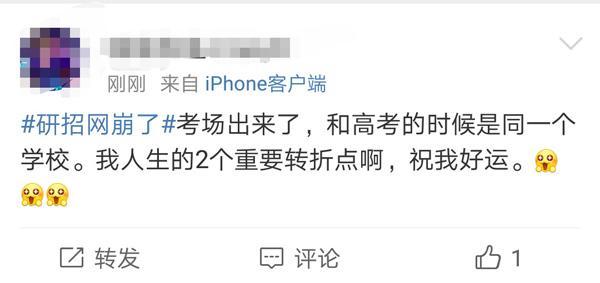 刚刚 来自 iPhone客户端
#研招网崩了#考场出来了，和高考的时候是同一个
学校。我人生的2个重要转折点啊，祝我好运。
转发 评论 1